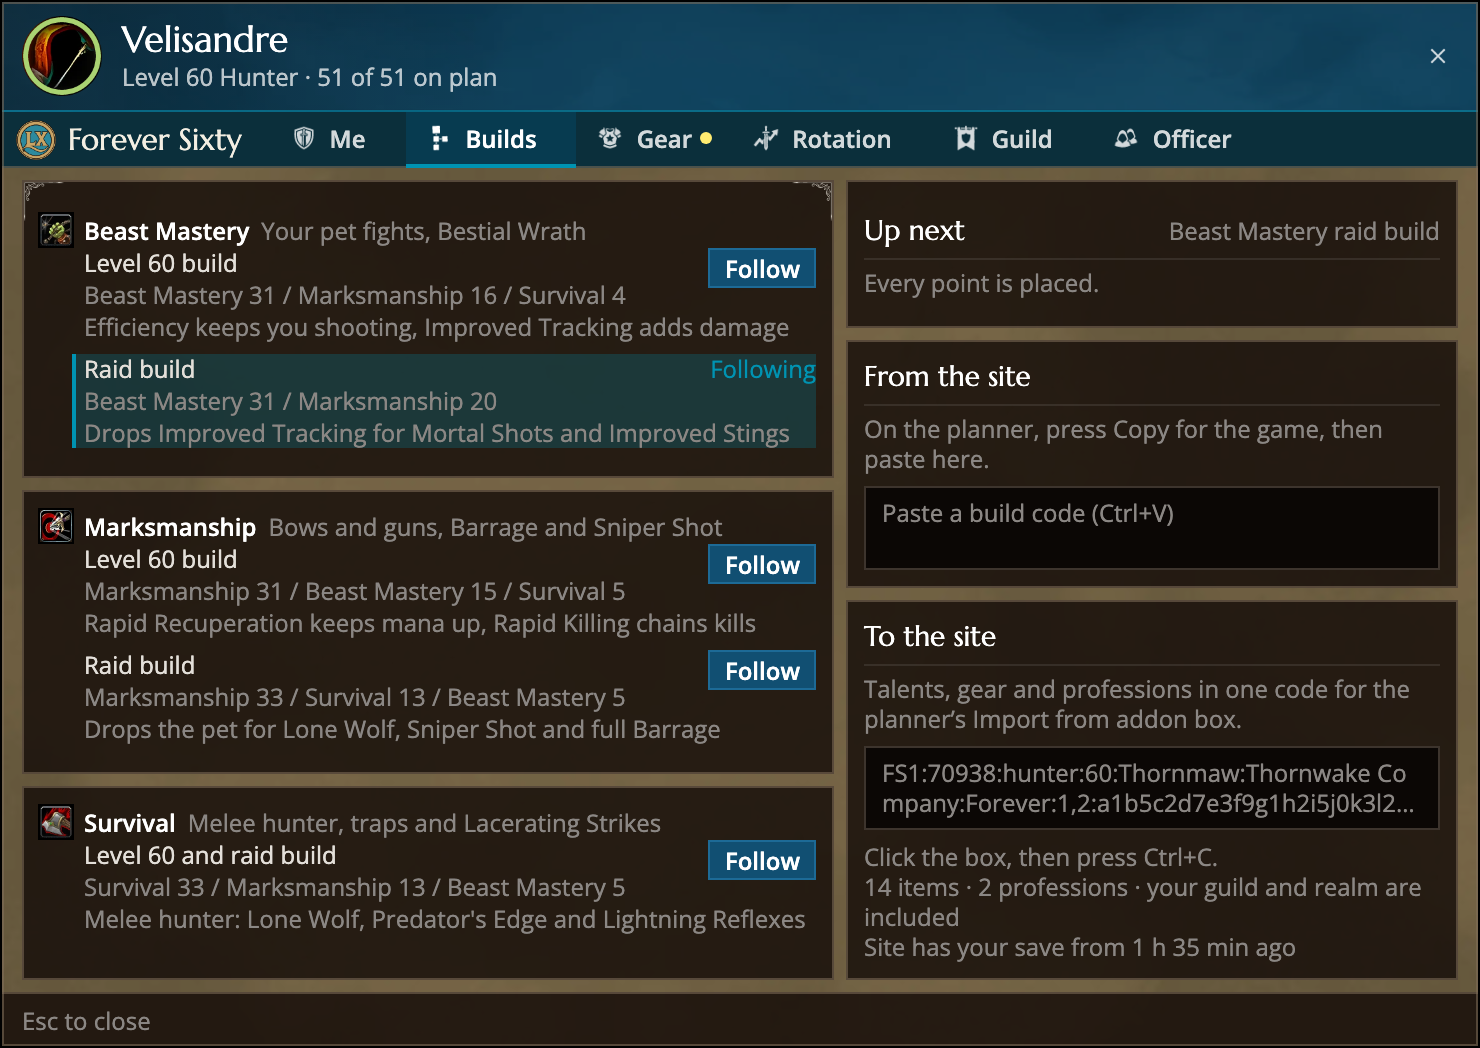 Velisandre
Level 60 Hunter · 51 of 51 on plan
×
LX Forever Sixty
Me
Builds
Gear
Rotation
Guild
Officer
Beast Mastery Your pet fights, Bestial Wrath
Level 60 build
Follow
Beast Mastery 31 / Marksmanship 16 / Survival 4
Efficiency keeps you shooting, Improved Tracking adds damage
Raid build
Following
Beast Mastery 31 / Marksmanship 20
Drops Improved Tracking for Mortal Shots and Improved Stings
Marksmanship Bows and guns, Barrage and Sniper Shot
Level 60 build
Follow
Marksmanship 31 / Beast Mastery 15 / Survival 5
Rapid Recuperation keeps mana up, Rapid Killing chains kills
Raid build
Follow
Marksmanship 33 / Survival 13 / Beast Mastery 5
Drops the pet for Lone Wolf, Sniper Shot and full Barrage
Survival Melee hunter, traps and Lacerating Strikes
Level 60 and raid build
Follow
Survival 33 / Marksmanship 13 / Beast Mastery 5
Melee hunter: Lone Wolf, Predator's Edge and Lightning Reflexes
Up next
Beast Mastery raid build
Every point is placed.
From the site
On the planner, press Copy for the game, then
paste here.
Paste a build code (Ctrl+V)
To the site
Talents, gear and professions in one code for the
planner’s Import from addon box.
FS1:70938:hunter:60:Thornmaw:Thornwake Co
mpany:Forever:1,2:a1b5c2d7e3f9g1h2i5j0k3l2...
Click the box, then press Ctrl+C.
14 items · 2 professions · your guild and realm are
included
Site has your save from 1 h 35 min ago
Esc to close